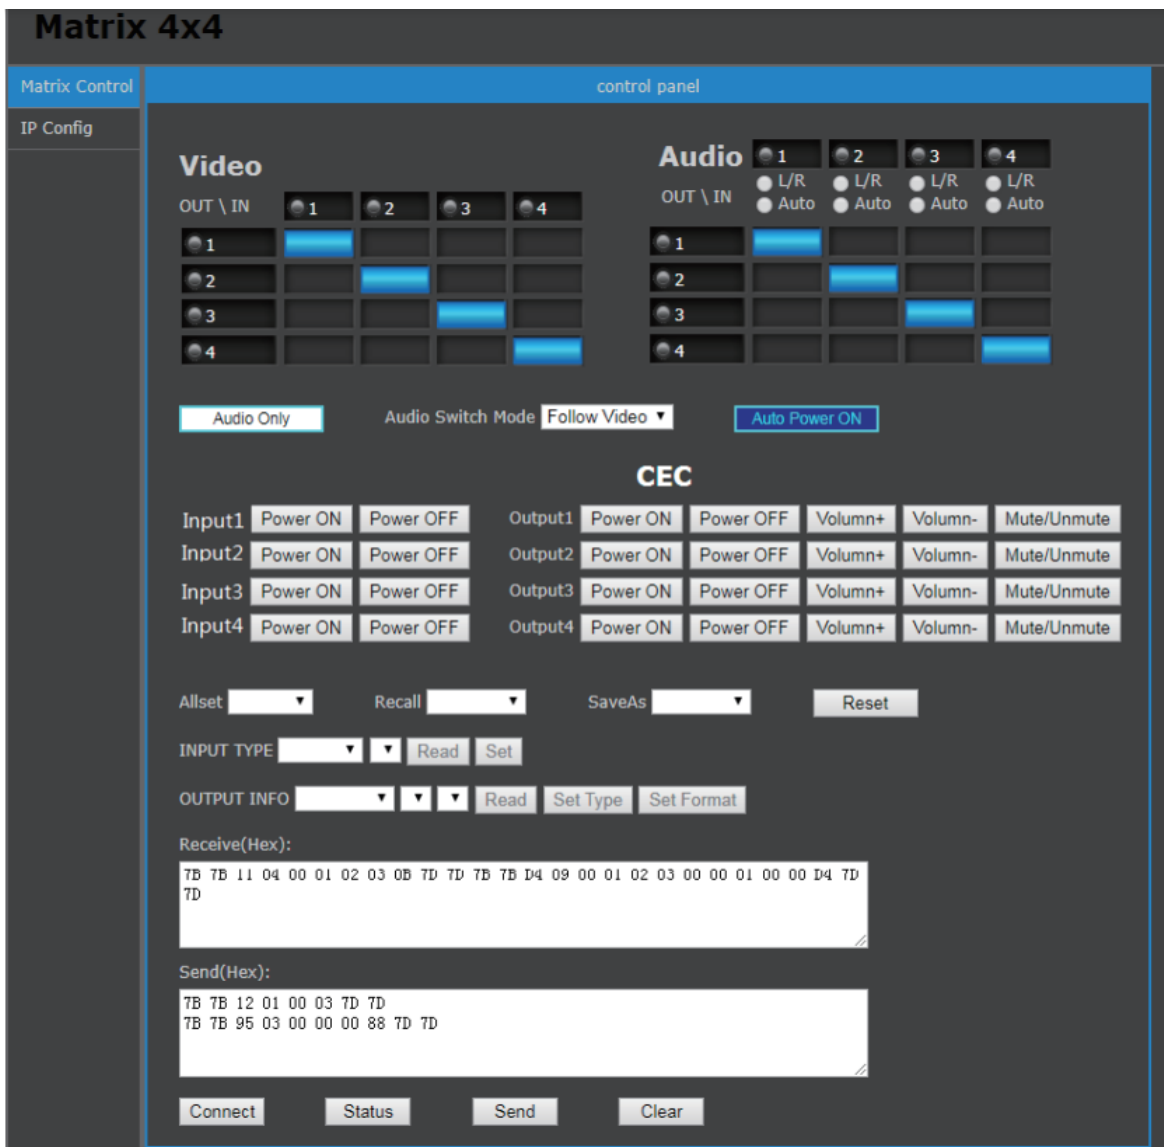 Matrix 4x4
Matrix Control
control panel
IP Config
Video
OUT \ IN 1 2 3 4
1
2
3
4
Audio 1 2 3 4
L/R L/R L/R L/R
OUT \ IN Auto Auto Auto Auto
1
2
3
4
Audio Only Audio Switch Mode Follow Video Auto Power ON
CEC
Input1 Power ON Power OFF Output1 Power ON Power OFF Volumn+ Volumn- Mute/Unmute
Input2 Power ON Power OFF Output2 Power ON Power OFF Volumn+ Volumn- Mute/Unmute
Input3 Power ON Power OFF Output3 Power ON Power OFF Volumn+ Volumn- Mute/Unmute
Input4 Power ON Power OFF Output4 Power ON Power OFF Volumn+ Volumn- Mute/Unmute
Allset Recall SaveAs Reset
INPUT TYPE Read Set
OUTPUT INFO Read Set Type Set Format
Receive(Hex):
7B 7B 11 04 00 01 02 03 0B 7D 7D 7B 7B D4 09 00 01 02 03 00 00 01 00 00 D4 7D
7D
Send(Hex):
7B 7B 12 01 00 03 7D 7D
7B 7B 95 03 00 00 00 88 7D 7D
Connect Status Send Clear